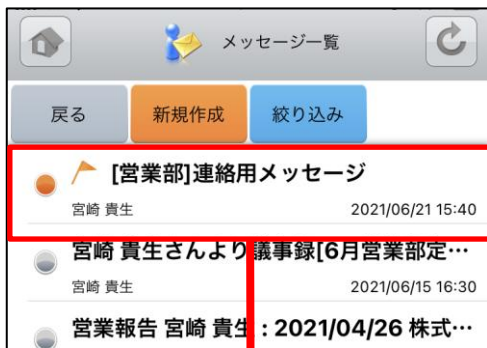 メッセージ一覧
戻る 新規作成 絞り込み
[営業部]連絡用メッセージ
宮崎 貴生 2021/06/21 15:40
宮崎 貴生さんより議事録[6月営業部定…
宮崎 貴生 2021/06/15 16:30
営業報告 宮崎 貴生 : 2021/04/26 株式…